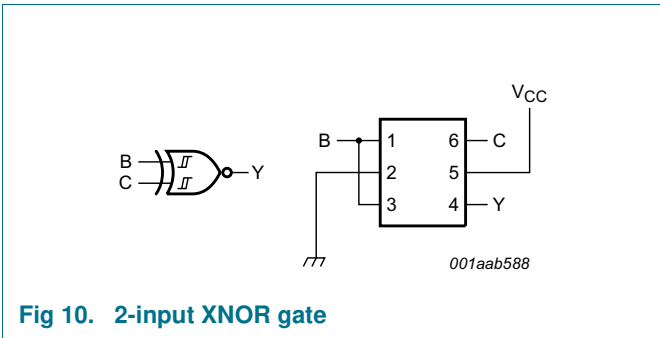 VCC
B 1 6 C
B Y 2 5
C 3 4 Y
001aab588
Fig 10. 2-input XNOR gate